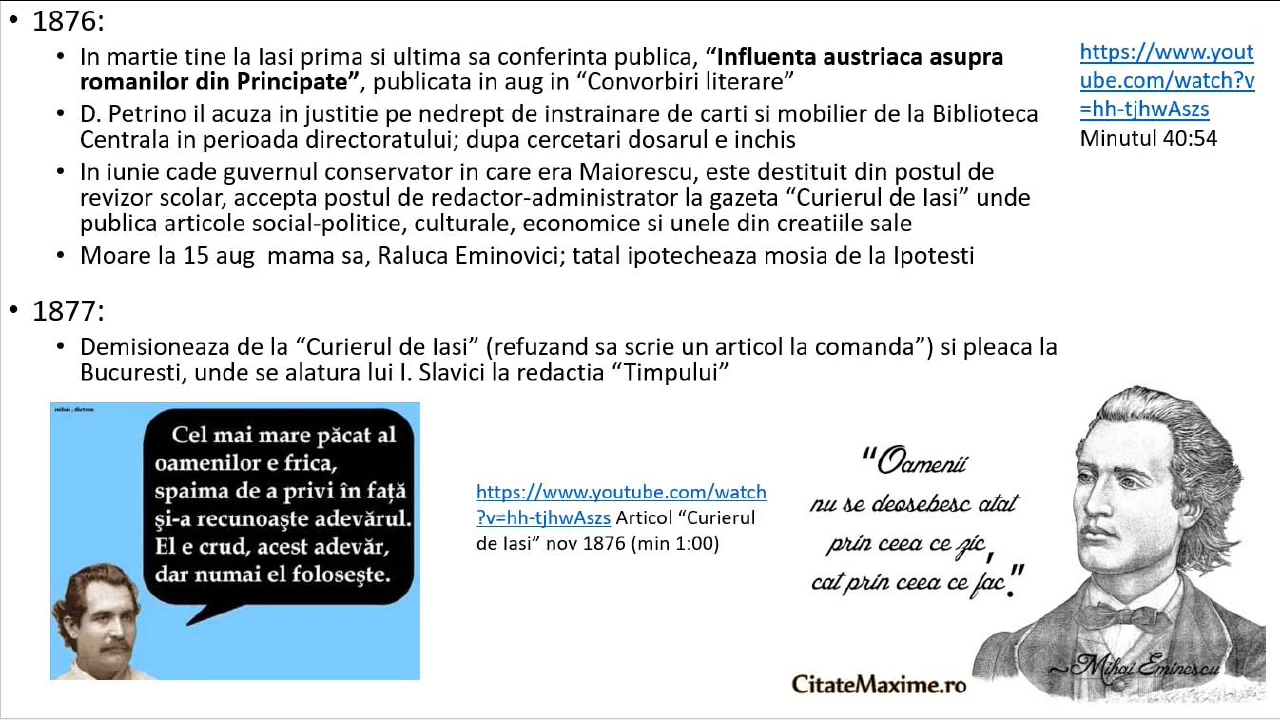 • 1876:
• In martie tine la Iasi prima si ultima sa conferinta publica, “Influenta austriaca asupra
romanilor din Principate”, publicata in aug in “Convorbiri literare”
• D. Petrino il acuza in justitie pe nedrept de instrainare de carti si mobilier de la Biblioteca
Centrala in perioada directoratului; dupa cercetari dosarul e inchis
• In iunie cade guvernul conservator in care era Maiorescu, este destituit din postul de
revizor scolar, accepta postul de redactor-administrator la gazeta “Curierul de Iasi” unde
publica articole social-politice, culturale, economice si unele din creatiile sale
• Moare la 15 aug mama sa, Raluca Eminovici; tatal ipotecheaza mosia de la Ipotesti
https://www.yout
ube.com/watch?v
=hh-tjhwAszs
Minutul 40:54
• 1877:
• Demisioneaza de la “Curierul de Iasi” (refuzand sa scrie un articol la comanda”) si pleaca la
Bucuresti, unde se alatura lui I. Slavici la redactia “Timpului”
Cel mai mare păcat al
oamenilor e frica,
spaima de a privi în faţă
şi-a recunoaşte adevărul.
El e crud, acest adevăr,
dar numai el foloseşte.
https://www.youtube.com/watch
?v=hh-tjhwAszs Articol “Curierul
de Iasi” nov 1876 (min 1:00)
“Oamenii
nu se deosebesc atat
prin ceea ce zic,
cat prin ceea ce fac.”
~Mihai Eminescu
CitateMaxime.ro